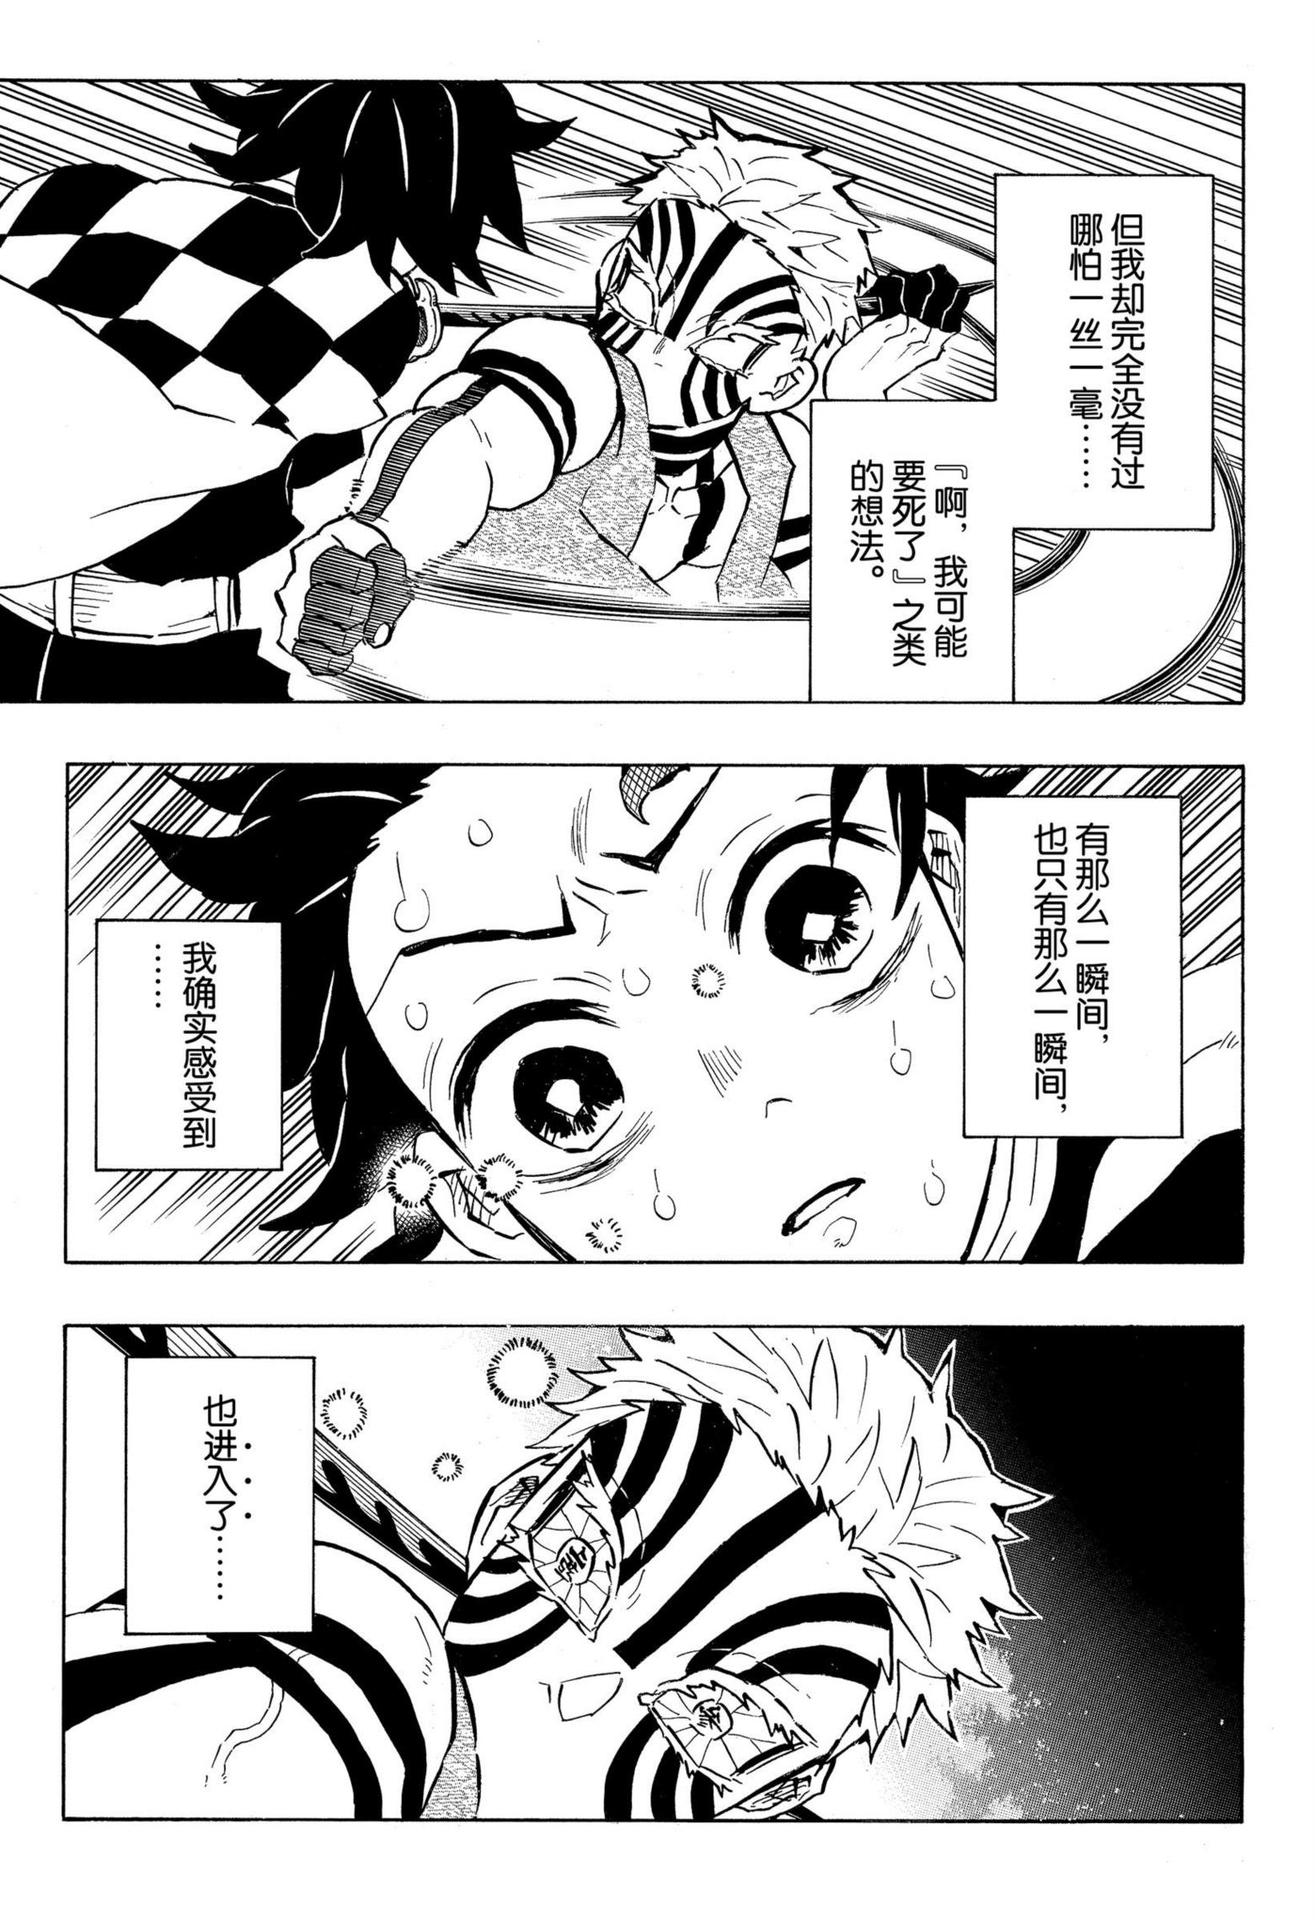 但我却完全没有过
哪怕一丝一毫……
『啊，我可能
要死了』之类
的想法。
有那么一瞬间，
也只有那么一瞬间，
我确实感受到
……
也进入了……